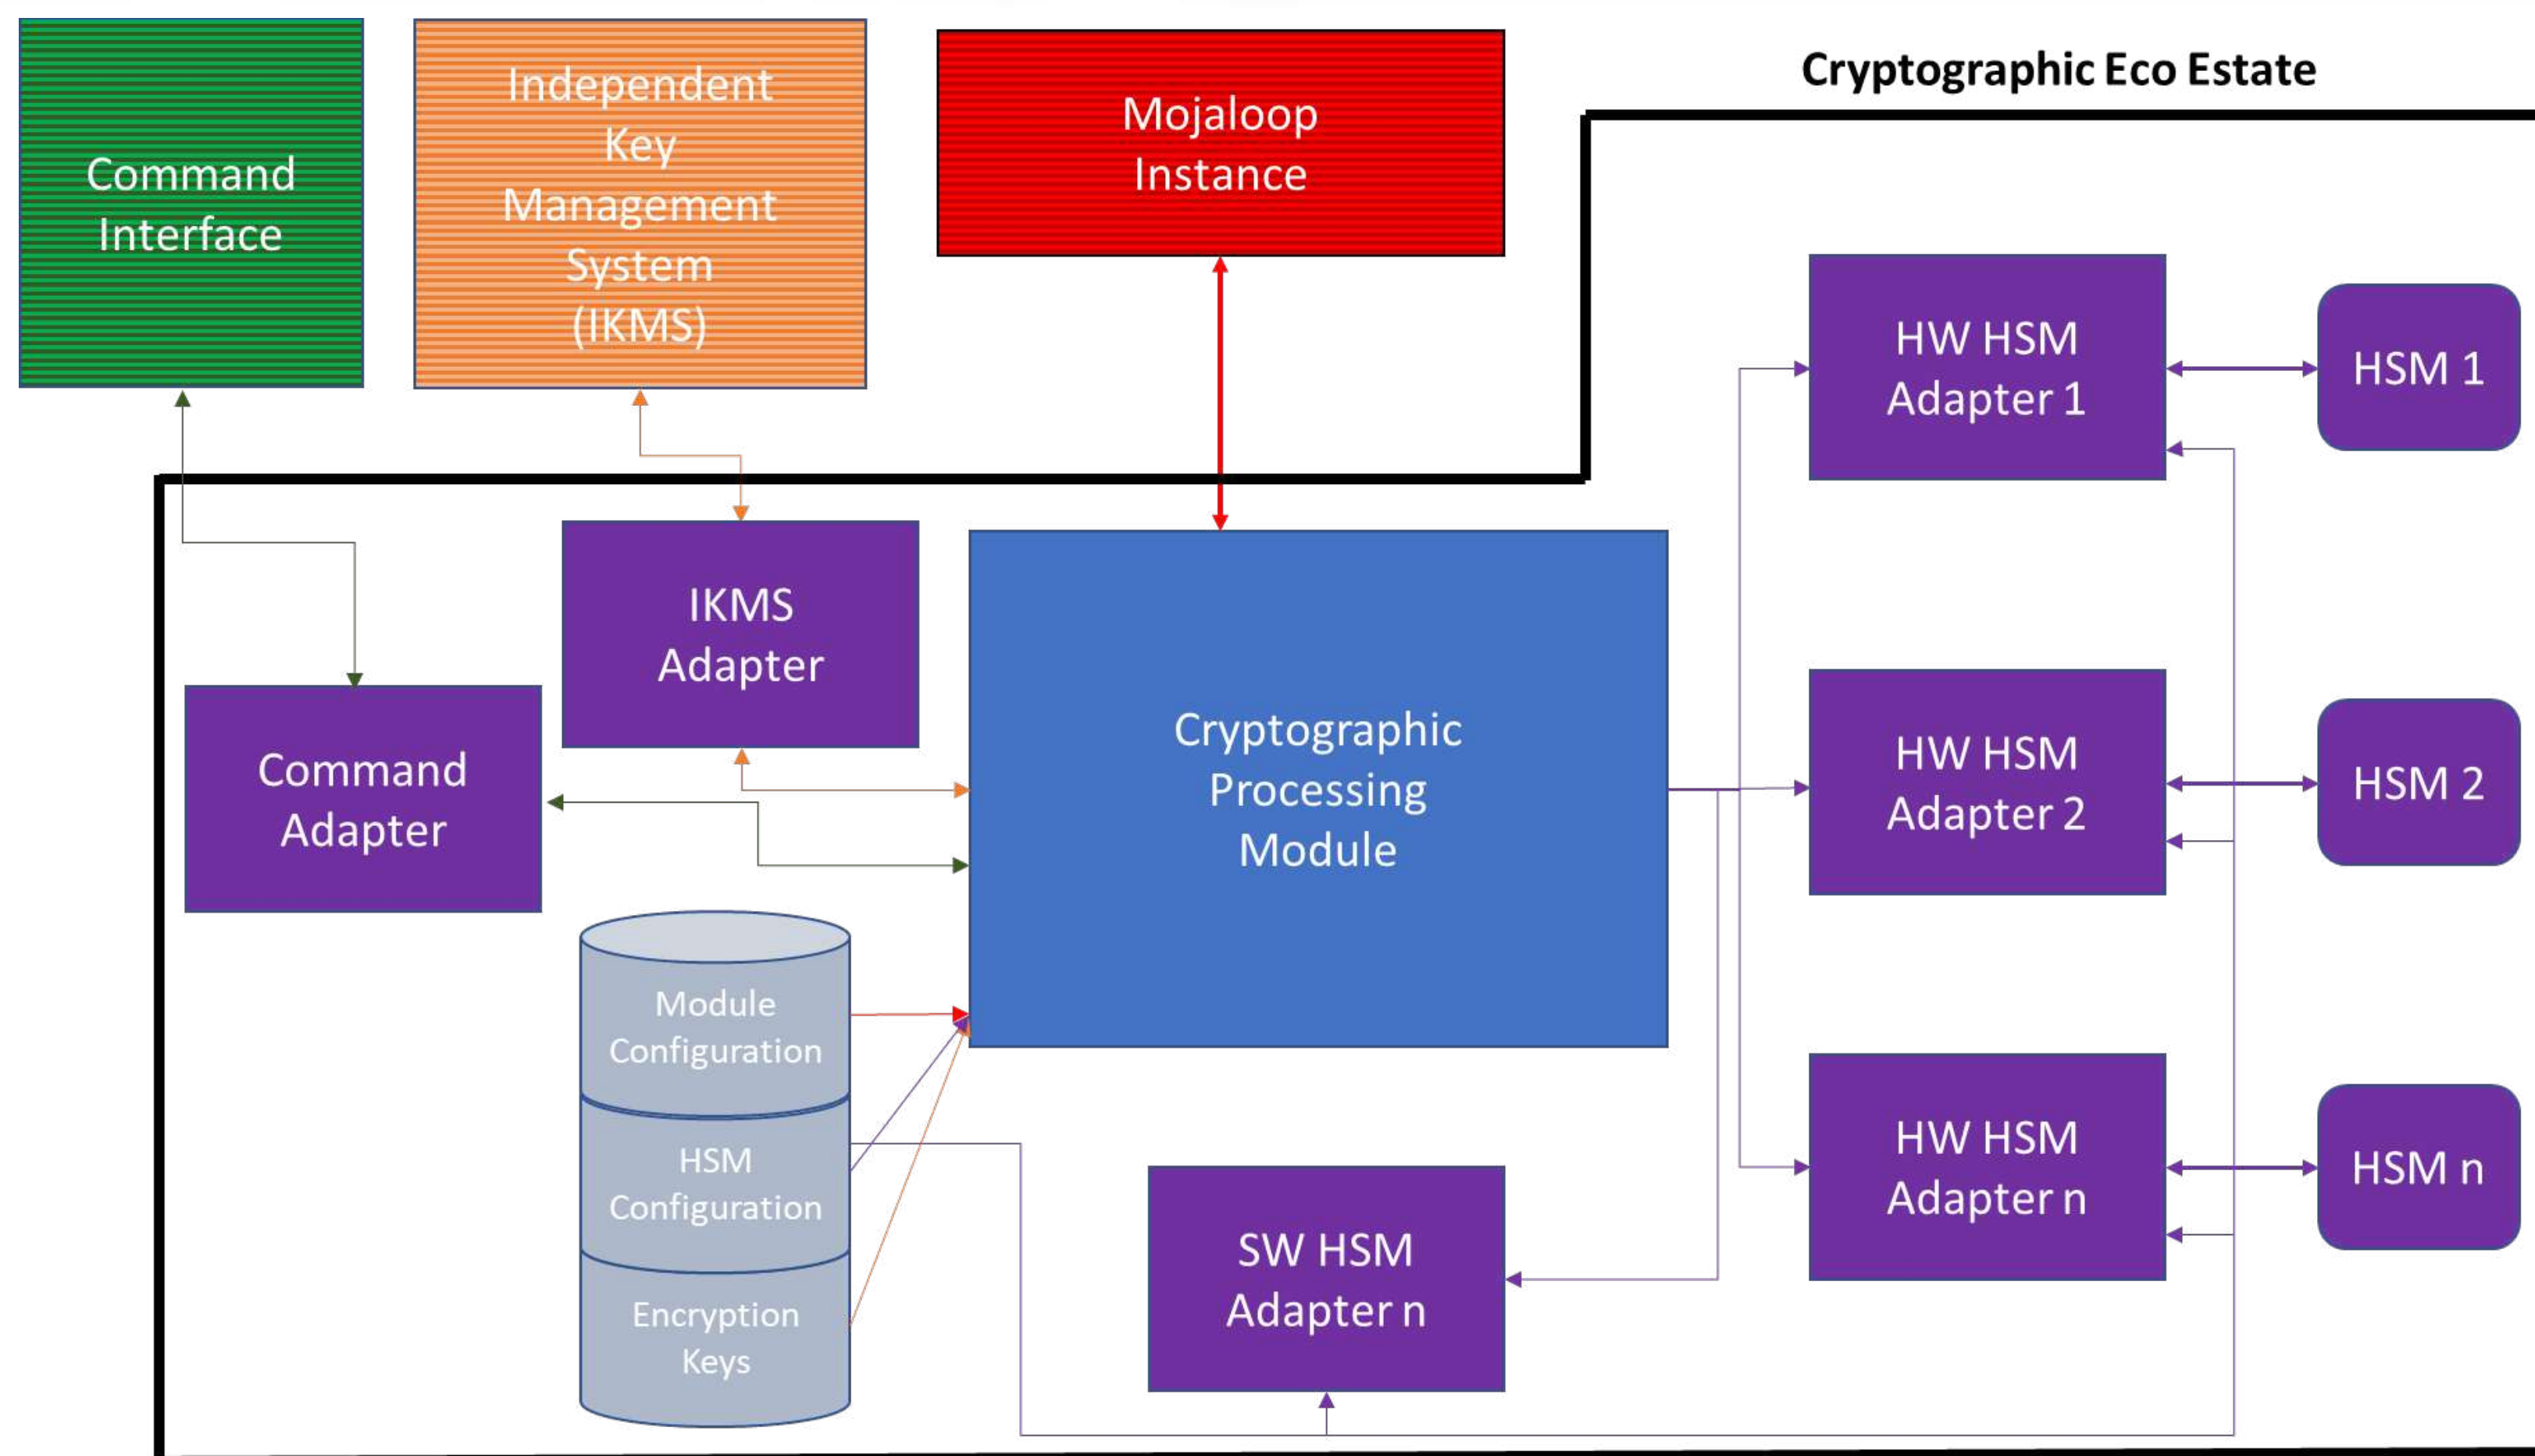 Command
Interface
Independent
Key
Management
System
(IKMS)
Mojaloop
Instance
Cryptographic Eco Estate
HW HSM
Adapter 1
HSM 1
IKMS
Adapter
Command
Adapter
Cryptographic
Processing
Module
HW HSM
Adapter 2
HSM 2
Module
Configuration
HSM
Configuration
Encryption
Keys
SW HSM
Adapter n
HW HSM
Adapter n
HSM n